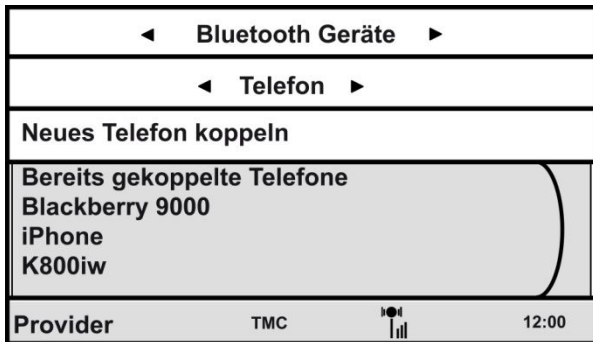 Bluetooth Geräte
Telefon
Neues Telefon koppeln
Bereits gekoppelte Telefone
Blackberry 9000
iPhone
K800iw
Provider TMC 12:00